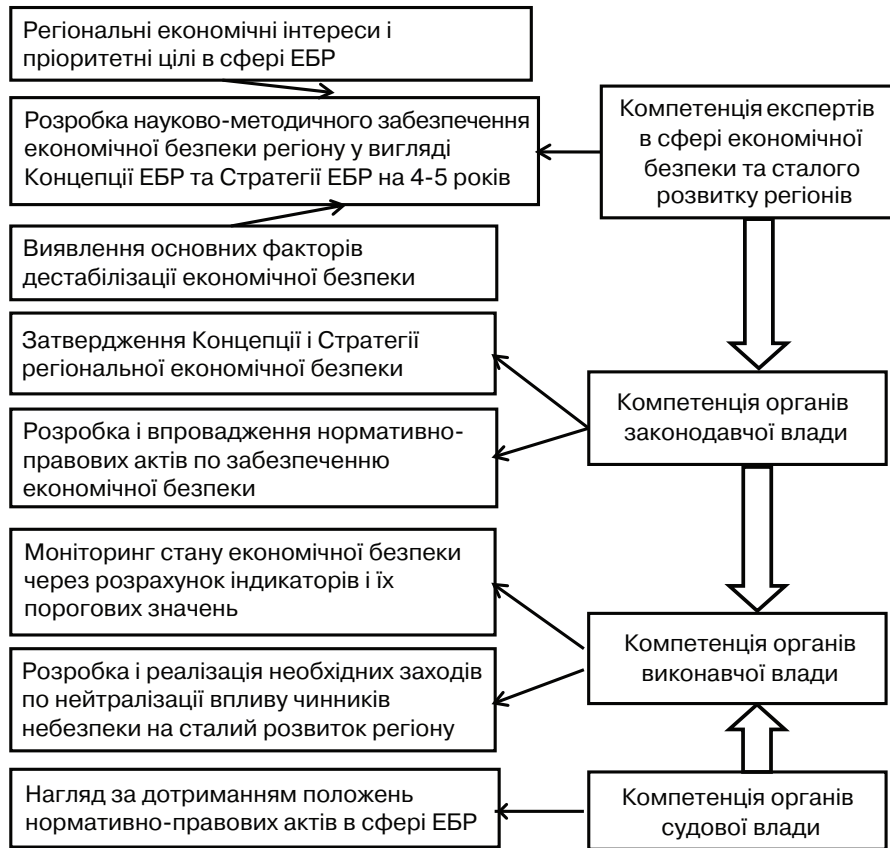 Регіональні економічні інтереси і
пріоритетні цілі в сфері ЕБР
Розробка науково-методичного забезпечення
економічної безпеки регіону у вигляді
Концепції ЕБР та Стратегії ЕБР на 4-5 років
Виявлення основних факторів
дестабілізації економічної безпеки
Затвердження Концепції і Стратегії
регіональної економічної безпеки
Розробка і впровадження нормативно-
правових актів по забезпеченню
економічної безпеки
Моніторинг стану економічної безпеки
через розрахунок індикаторів і їх
порогових значень
Розробка і реалізація необхідних заходів
по нейтралізації впливу чинників
небезпеки на сталий розвиток регіону
Нагляд за дотриманням положень
нормативно-правових актів в сфері ЕБР
Компетенція експертів
в сфері економічної
безпеки та сталого
розвитку регіонів
Компетенція органів
законодавчої влади
Компетенція органів
виконавчої влади
Компетенція органів
судової влади